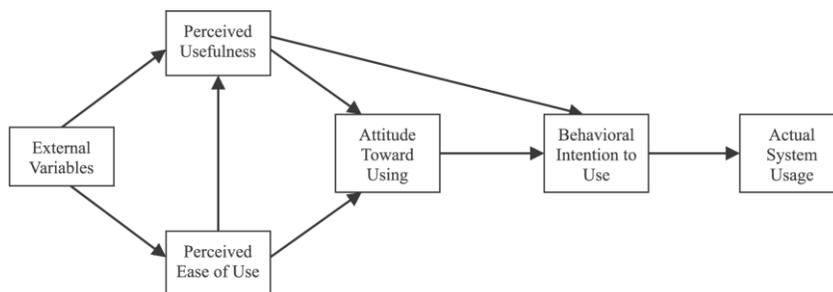 Perceived
Usefulness
External
Variables
Perceived
Ease of Use
Attitude
Toward
Using
Behavioral
Intention to
Use
Actual
System
Usage